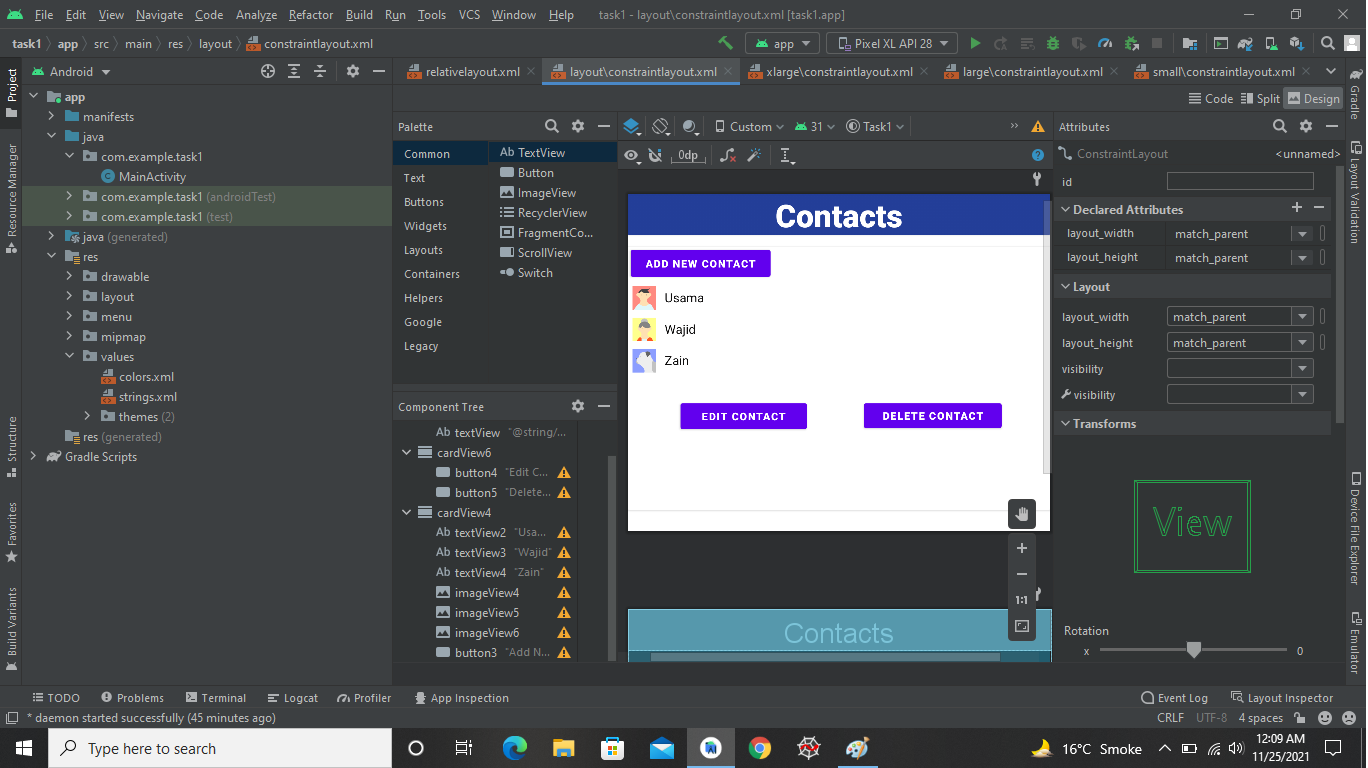 File Edit View Navigate Code Analyze Refactor Build Run Tools VCS Window Help task1 - layout\constraintlayout.xml [task1.app]
task1 app src main res layout constraintlayout.xml app Pixel XL API 28
Project
Resource Manager
Structure
Favorites
Build Variants
Android
app
manifests
java
com.example.task1
MainActivity
com.example.task1 (androidTest)
com.example.task1 (test)
java (generated)
res
drawable
layout
menu
mipmap
values
colors.xml
strings.xml
themes (2)
res (generated)
Gradle Scripts
relativelayout.xml layout\constraintlayout.xml xlarge\constraintlayout.xml large\constraintlayout.xml small\constraintlayout.xml
Code Split Design
Palette
Common
Text
Buttons
Widgets
Layouts
Containers
Helpers
Google
Legacy
Ab TextView
Button
ImageView
RecyclerView
FragmentCo...
ScrollView
Switch
Component Tree
Ab textView "@string/...
cardView6
button4 "Edit C...
button5 "Delete...
cardView4
Ab textView2 "Usa...
Ab textView3 "Wajid"
Ab textView4 "Zain"
imageView4
imageView5
imageView6
button3 "Add N...
Custom 31 Task1
0dp
Contacts
ADD NEW CONTACT
Usama
Wajid
Zain
EDIT CONTACT DELETE CONTACT
1:1
Contacts
Attributes
ConstraintLayout <unnamed>
id
Declared Attributes
layout_width match_parent
layout_height match_parent
Layout
layout_width match_parent
layout_height match_parent
visibility
visibility
Transforms
View
Rotation
x 0
Gradle
Layout Validation
Device File Explorer
Emulator
TODO Problems Terminal Logcat Profiler App Inspection Event Log Layout Inspector
* daemon started successfully (45 minutes ago) CRLF UTF-8 4 spaces
Type here to search 16°C Smoke 12:09 AM
11/25/2021